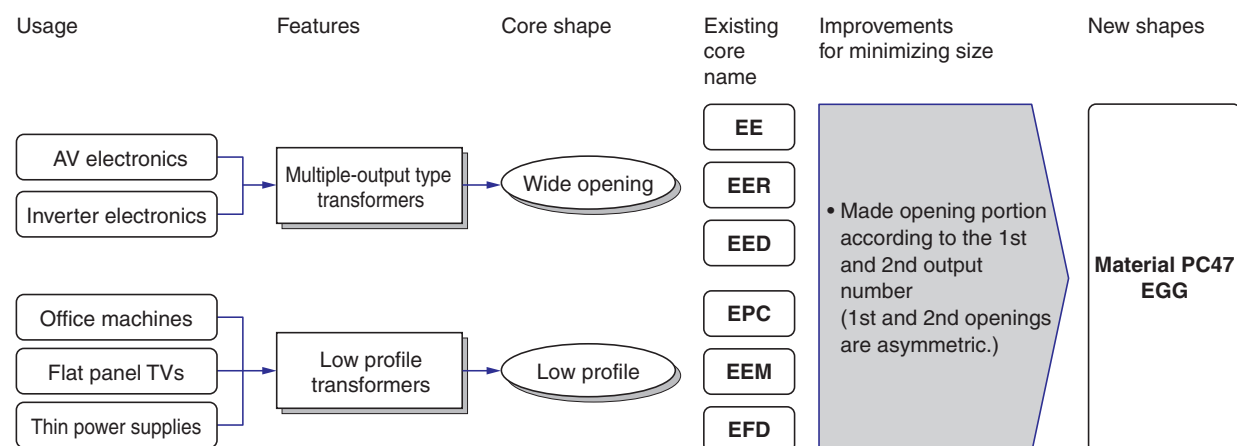 Usage
Features
Core shape
Existing
core
name
Improvements
for minimizing size
New shapes
AV electronics
Inverter electronics
Multiple-output type
transformers
Wide opening
EE
EER
EED
Office machines
Flat panel TVs
Thin power supplies
Low profile
transformers
Low profile
EPC
EEM
EFD
• Made opening portion
according to the 1st
and 2nd output
number
(1st and 2nd openings
are asymmetric.)
Material PC47
EGG